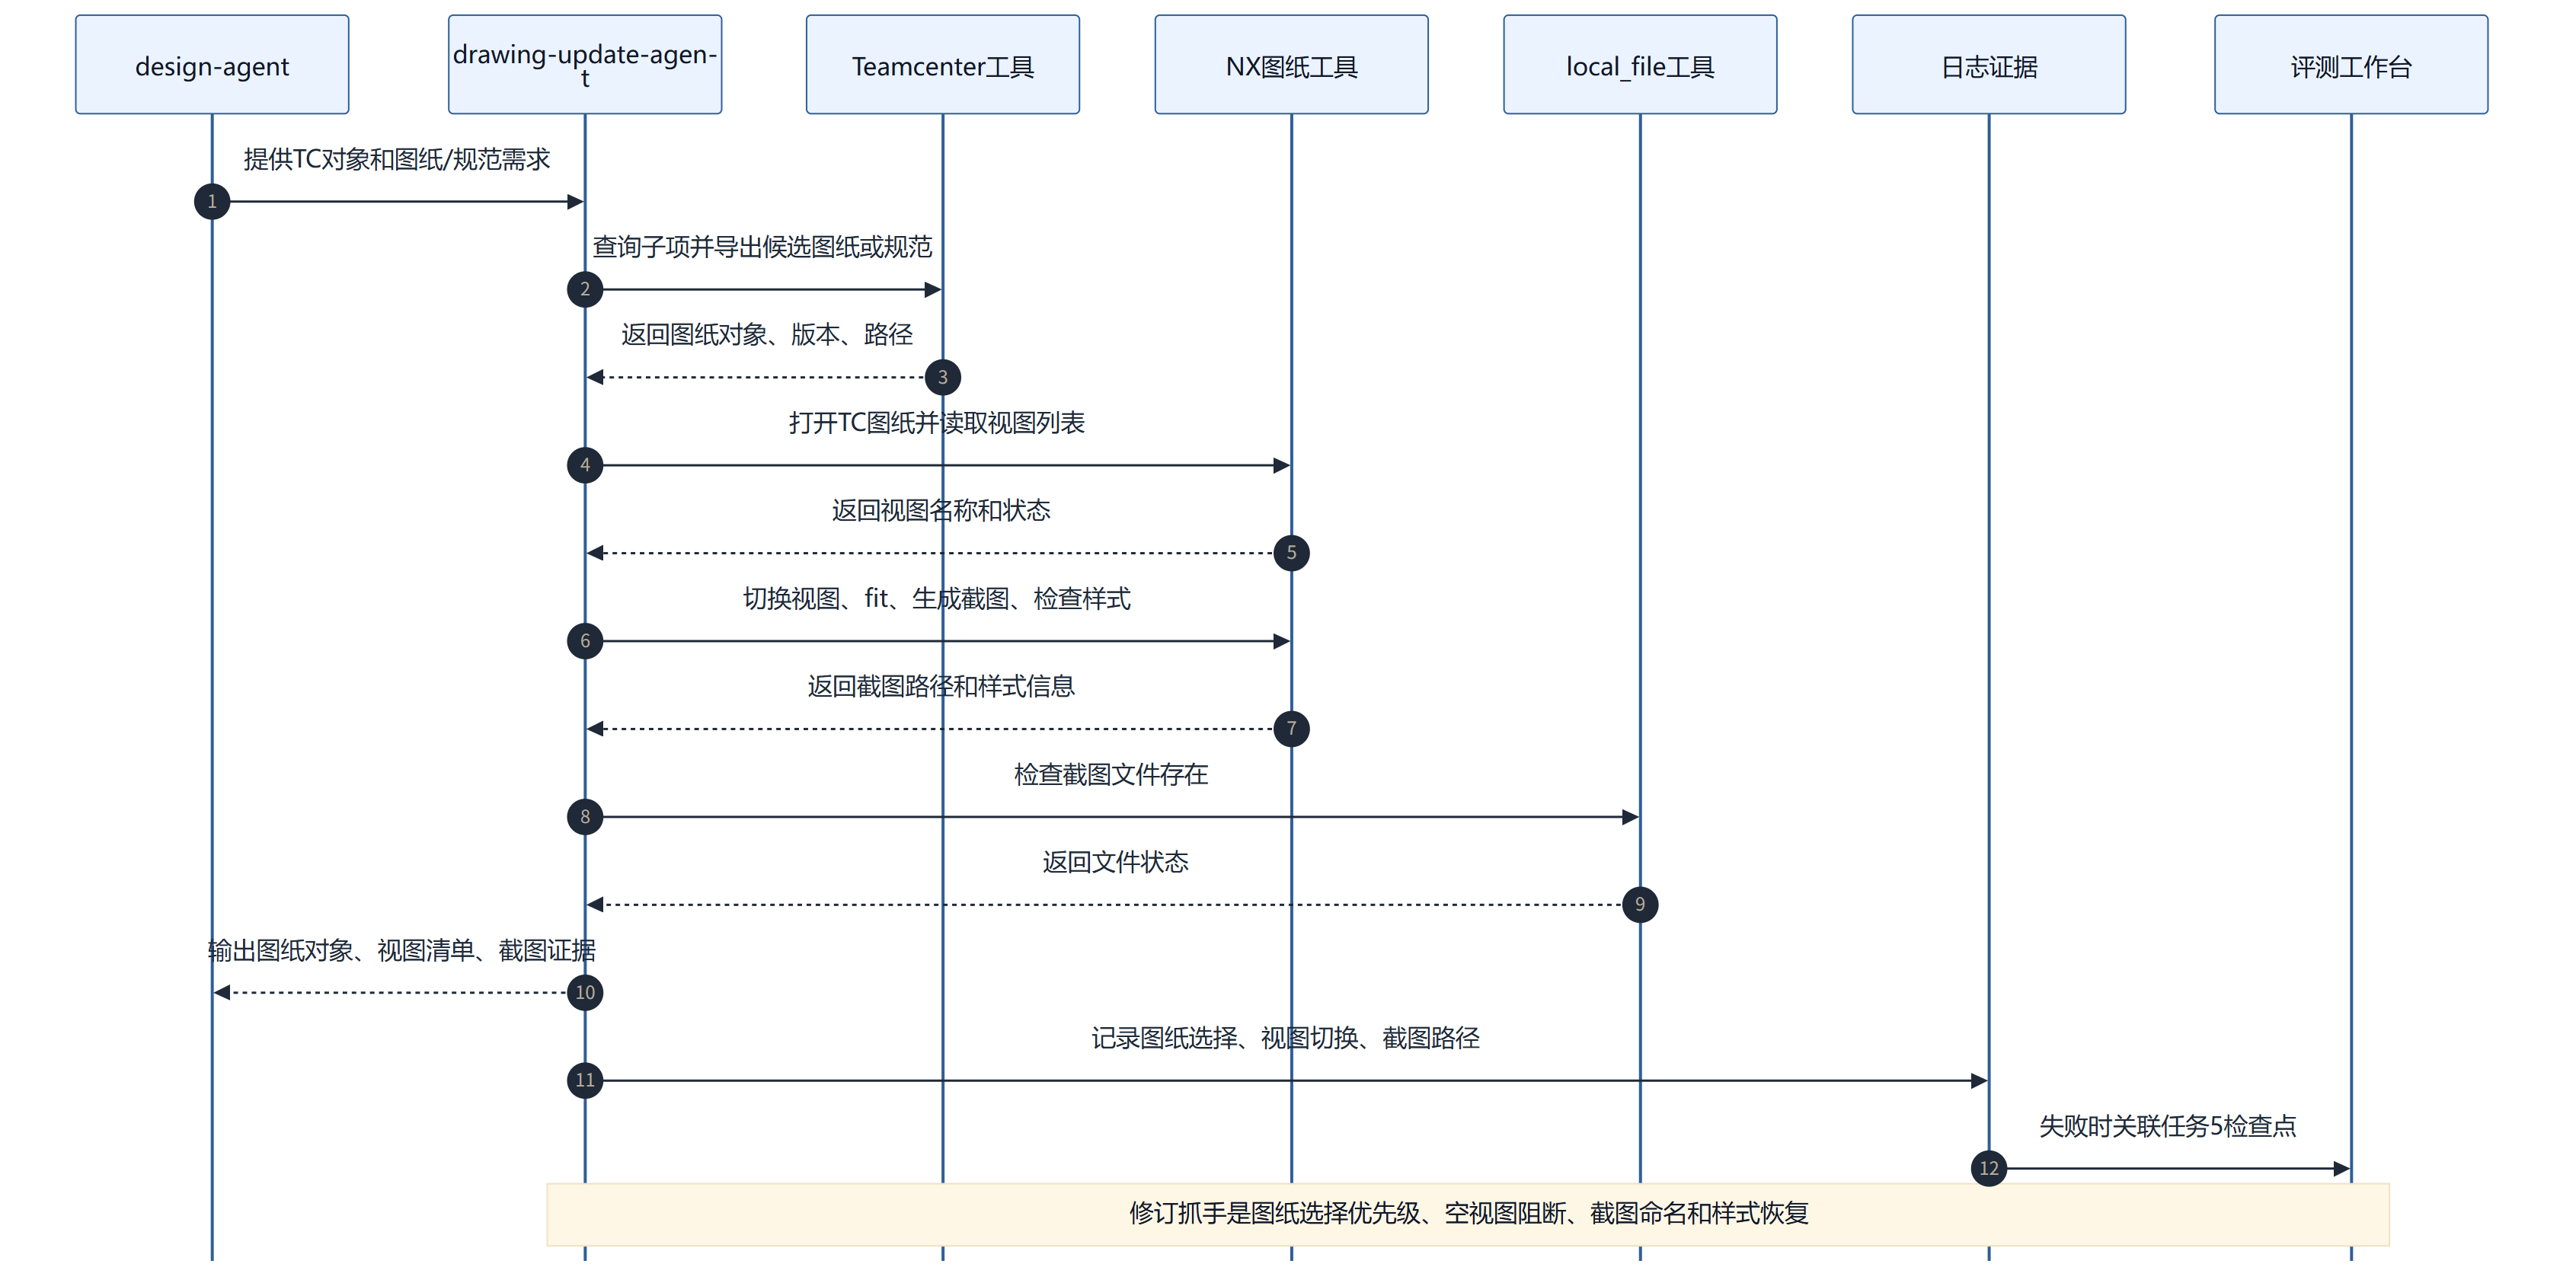 design-agent
drawing-update-agen-
t
Teamcenter工具
NX图纸工具
local_file工具
日志证据
评测工作台
提供TC对象和图纸/规范需求
1
查询子项并导出候选图纸或规范
2
返回图纸对象、版本、路径
3
打开TC图纸并读取视图列表
4
返回视图名称和状态
5
切换视图、fit、生成截图、检查样式
6
返回截图路径和样式信息
7
检查截图文件存在
8
返回文件状态
9
输出图纸对象、视图清单、截图证据
10
记录图纸选择、视图切换、截图路径
11
失败时关联任务5检查点
12
修订抓手是图纸选择优先级、空视图阻断、截图命名和样式恢复